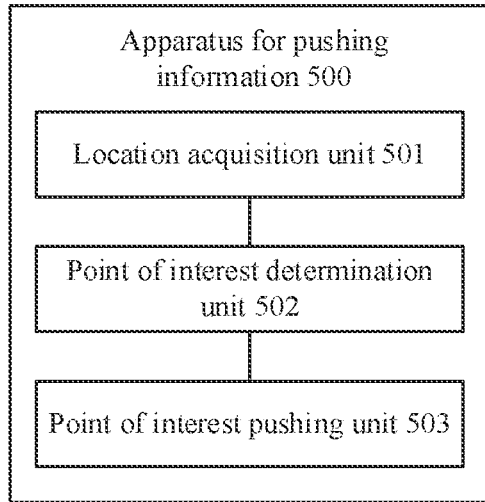 Apparatus for pushing
information 500
Location acquisition unit 501
Point of interest determination
unit 502
Point of interest pushing unit 503